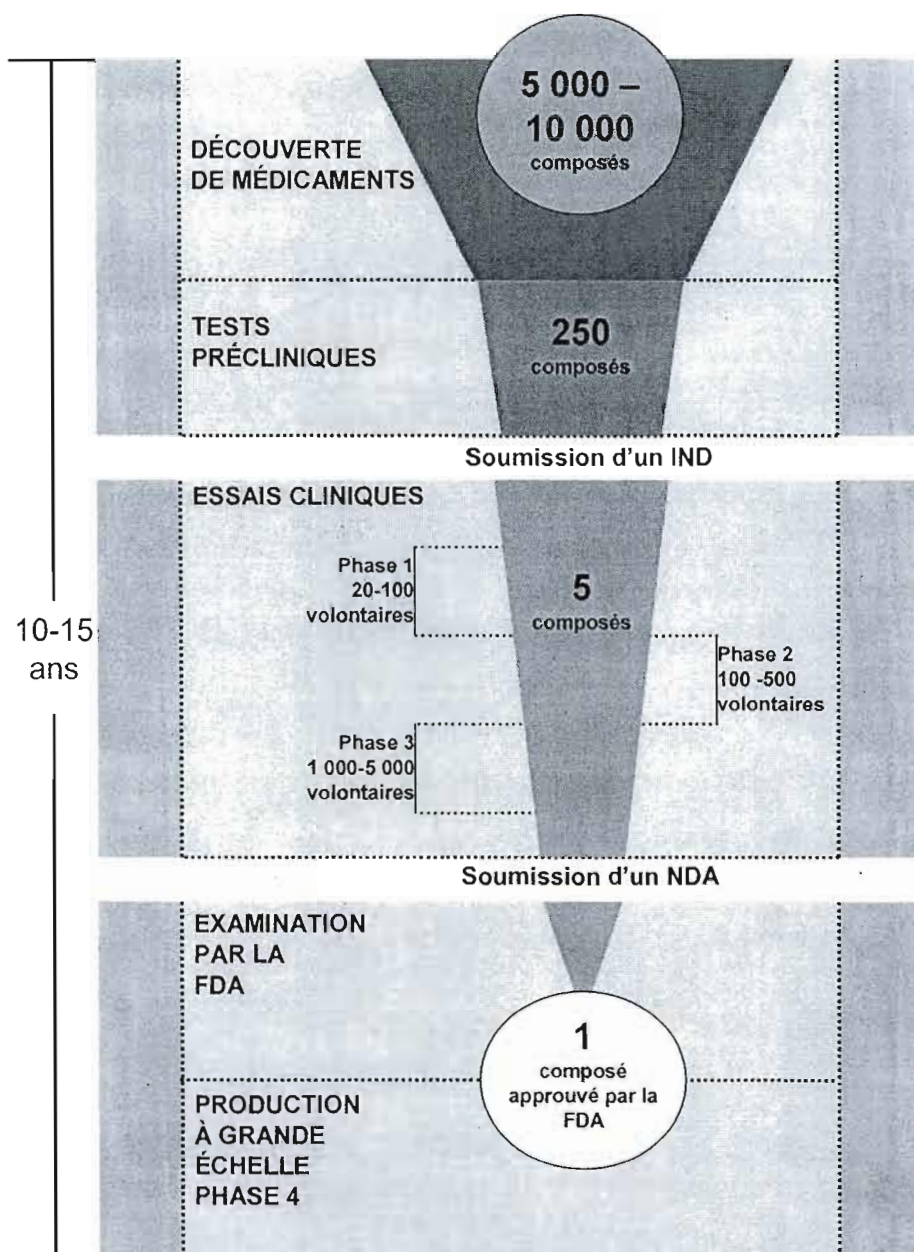 5 000 –
10 000
composés
DÉCOUVERTE
DE MÉDICAMENTS
TESTS
PRÉCLINIQUES
250
composés
Soumission d'un IND
ESSAIS CLINIQUES
Phase 1
20-100
volontaires
5
composés
10-15
ans
Phase 2
100 -500
volontaires
Phase 3
1 000-5 000
volontaires
Soumission d'un NDA
EXAMINATION
PAR LA
FDA
1
composé
approuvé par la
FDA
PRODUCTION
À GRANDE
ÉCHELLE
PHASE 4